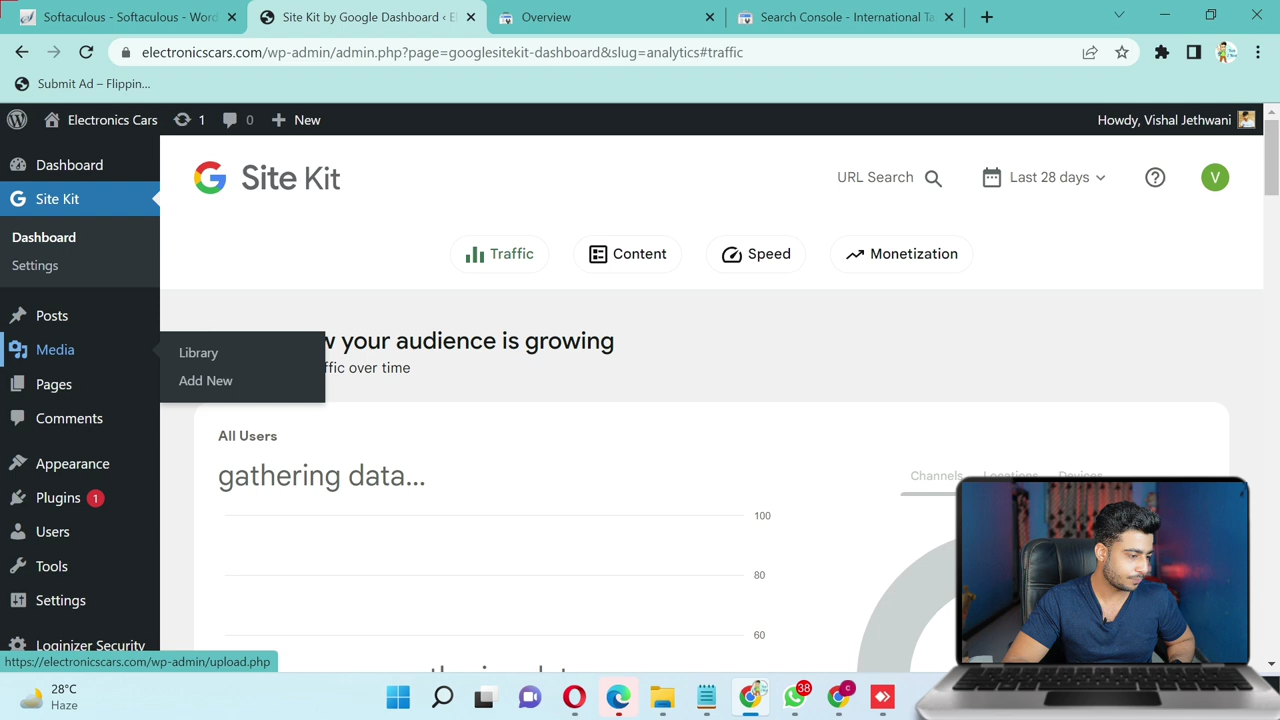 Softaculous - Softaculous - Word
Site Kit by Google Dashboard ‹ El
Overview
Search Console - International Ta
electronicscars.com/wp-admin/admin.php?page=googlesitekit-dashboard&slug=analytics#traffic
Submit Ad – Flippin...
Electronics Cars
1
0
New
Howdy, Vishal Jethwani
Dashboard
Site Kit
Dashboard
Settings
Posts
Media
Library
Add New
Pages
Comments
Appearance
Plugins 1
Users
Tools
Settings
Loginizer Security
https://electronicscars.com/wp-admin/upload.php
Site Kit
URL Search
Last 28 days
V
Traffic
Content
Speed
Monetization
w your audience is growing
ffic over time
All Users
gathering data...
Channels
Locations
Devices
100
80
60
28°C
Haze
38
c